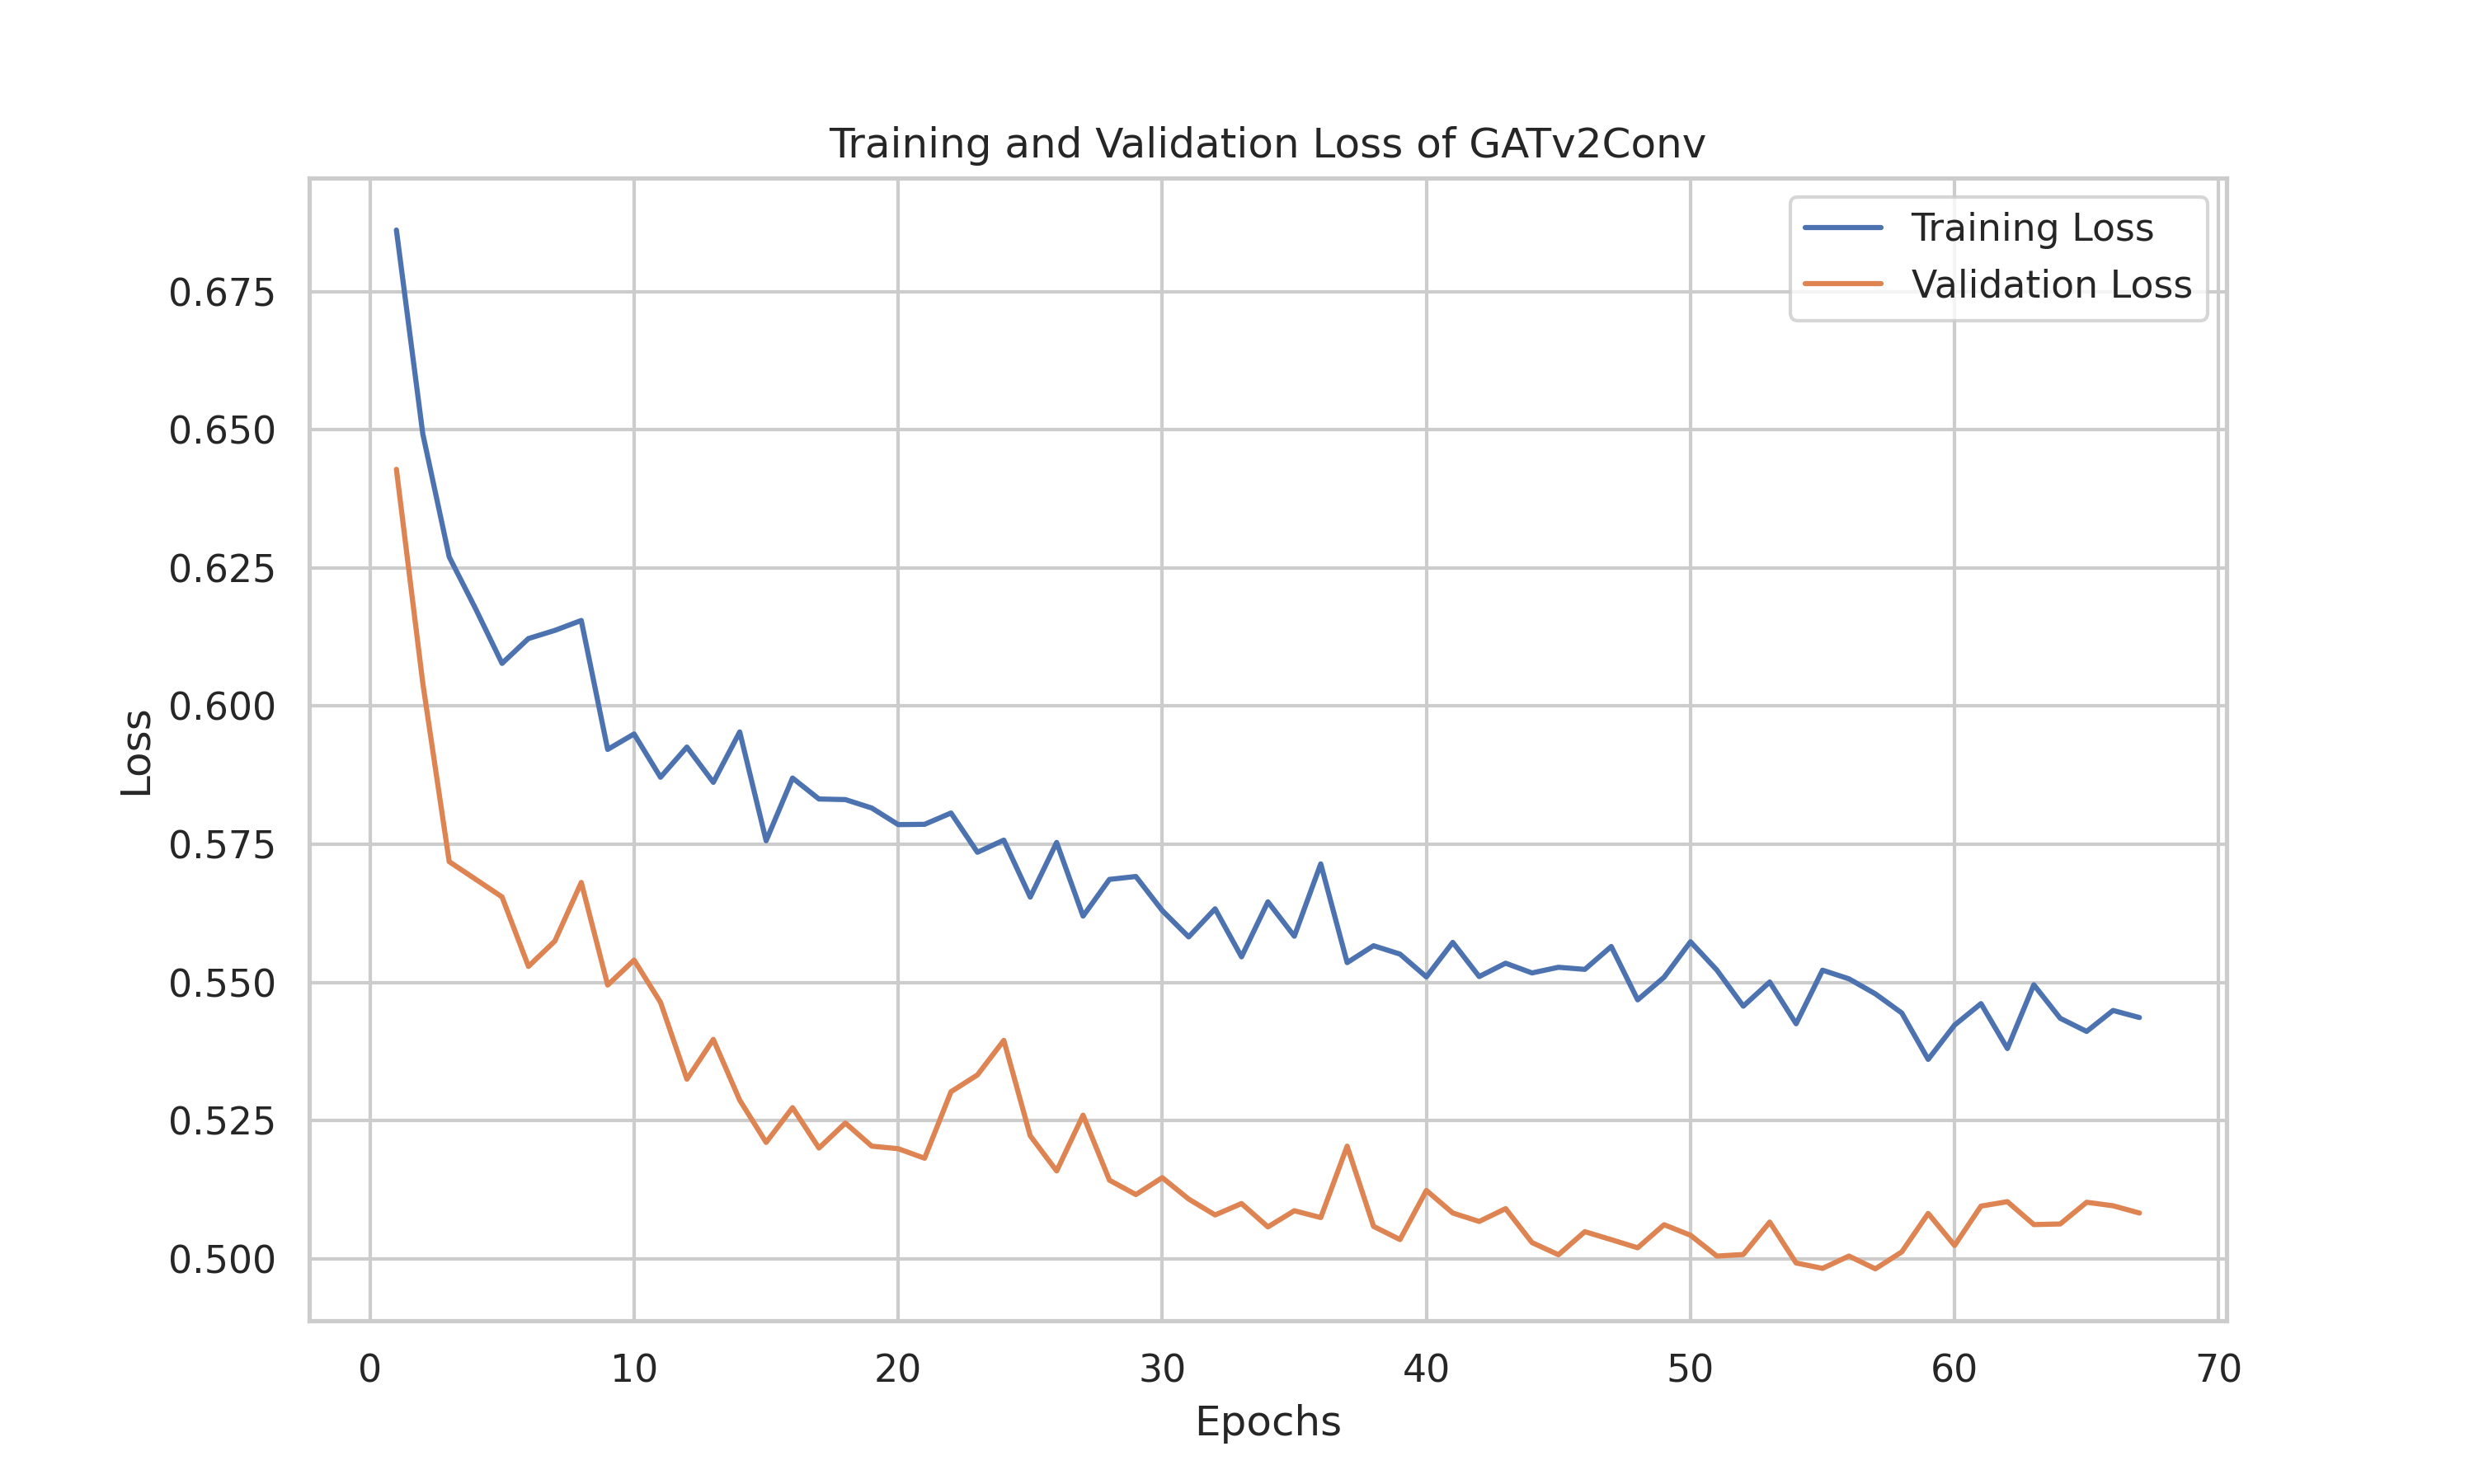 Training and Validation Loss of GATv2Conv
Training Loss
Validation Loss
0.675
0.650
0.625
0.600
0.575
0.550
0.525
0.500
Loss
0 10 20 30 40 50 60 70
Epochs